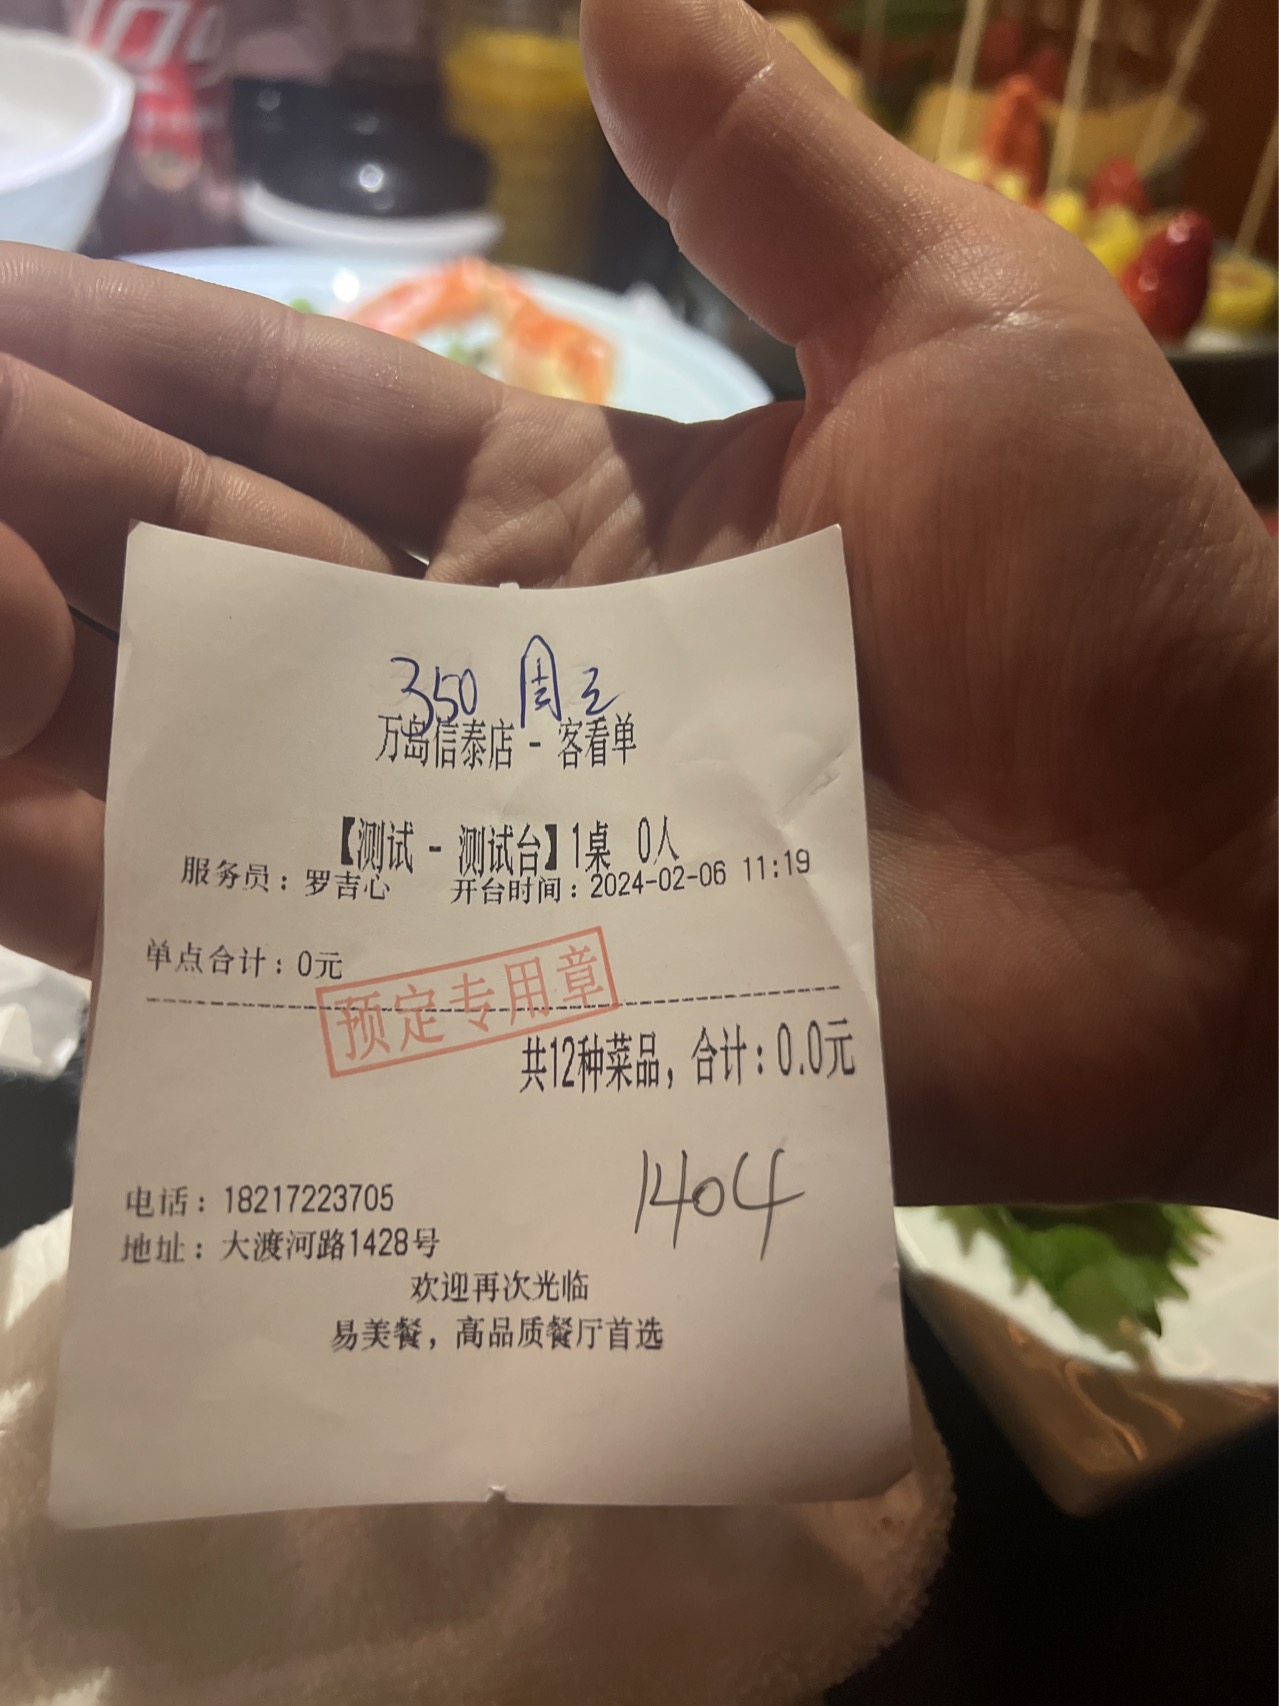 350 周三
万岛信泰店 - 客看单
【测试 - 测试台】1桌 0人
服务员：罗吉心 开台时间：2024-02-06 11:19
单点合计：0元
预定专用章
共12种菜品，合计：0.0元
1404
电话：18217223705
地址：大渡河路1428号
欢迎再次光临
易美餐，高品质餐厅首选